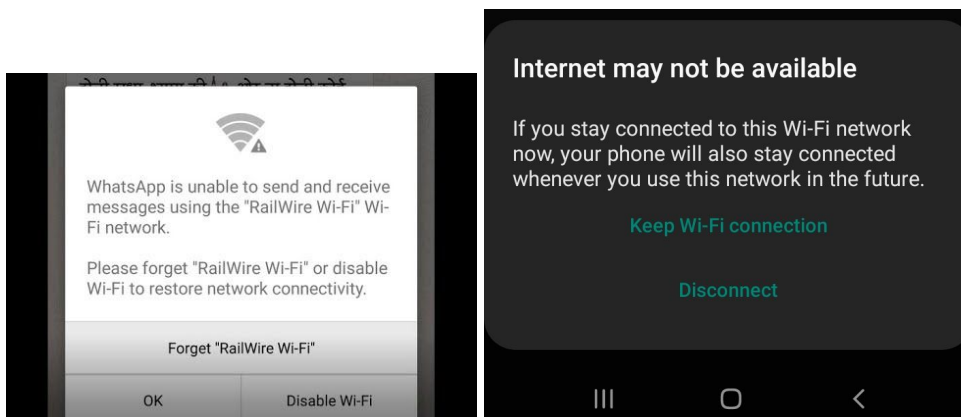 WhatsApp is unable to send and receive
messages using the "RailWire Wi-Fi" Wi-
Fi network.
Please forget "RailWire Wi-Fi" or disable
Wi-Fi to restore network connectivity.
Forget "RailWire Wi-Fi"
OK Disable Wi-Fi
Internet may not be available
If you stay connected to this Wi-Fi network
now, your phone will also stay connected
whenever you use this network in the future.
Keep Wi-Fi connection
Disconnect